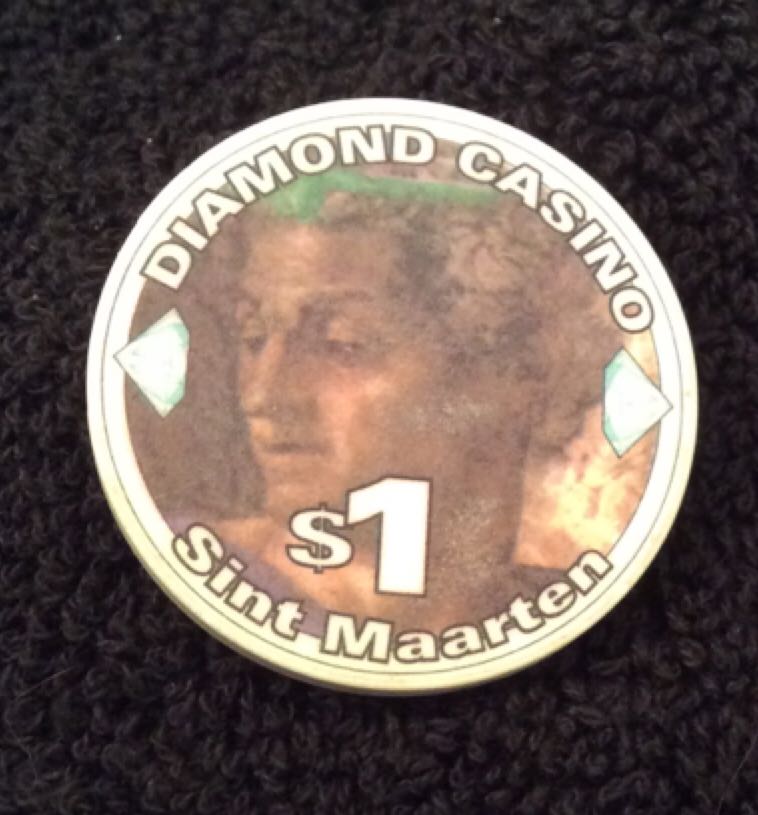 DIAMOND CASINO
$1
Sint Maarten